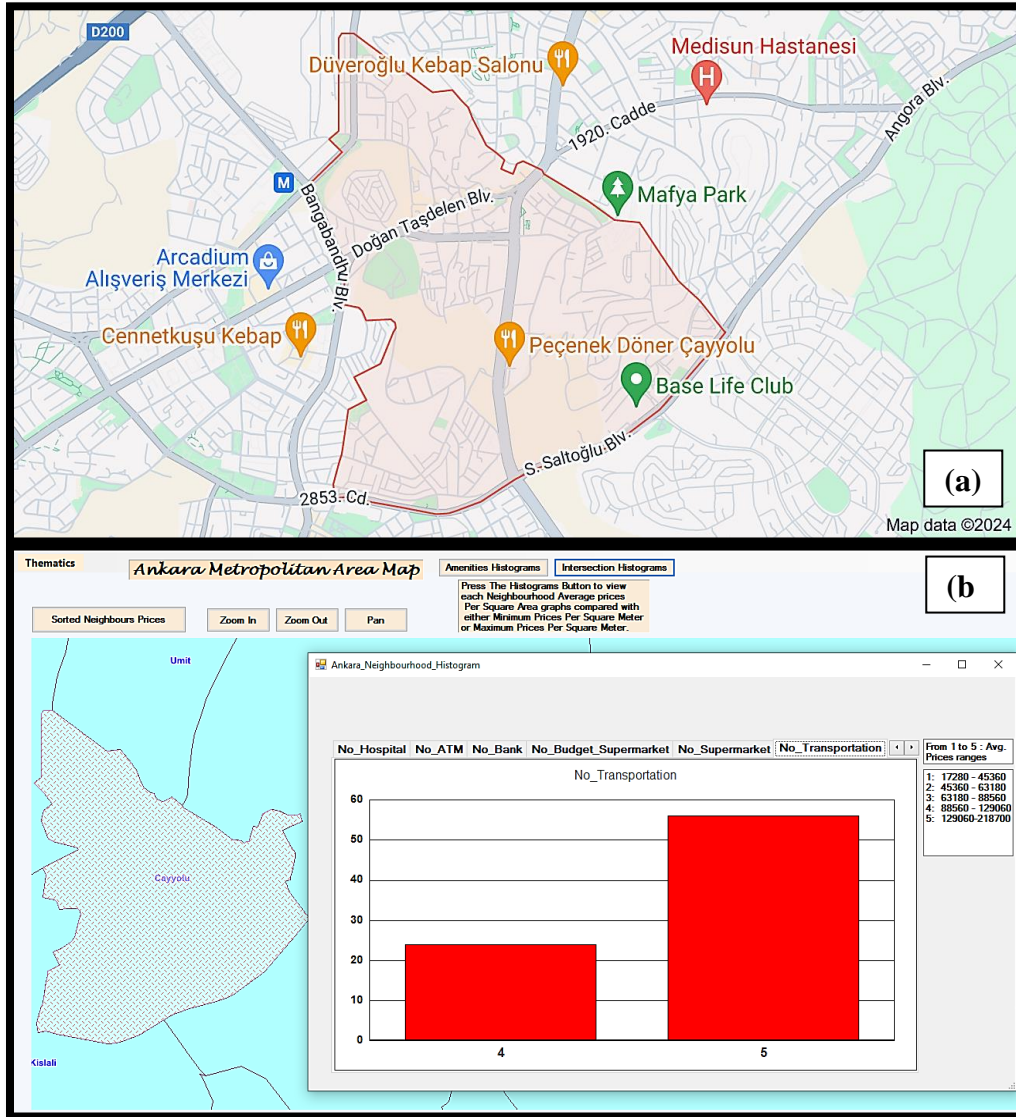 D200
Düveroğlu Kebap Salonu
Medisun Hastanesi
H
1920. Cadde
Angora Blv.
M
Mafya Park
Bangabandhu Blv.
Doğan Taşdelen Blv.
Arcadium
Alışveriş Merkezi
Cennetkuşu Kebap
Peçenek Döner Çayyolu
Base Life Club
S. Saltoğlu Blv.
2853. Cd.
(a)
Map data ©2024
Thematics
Ankara Metropolitan Area Map
Amenities Histograms
Intersection Histograms
(b
Press The Histograms Button to view
each Neighbourhood Average prices
Per Square Area graphs compared with
either Minimum Prices Per Square Meter
or Maximum Prices Per Square Meter.
Sorted Neighbours Prices
Zoom In
Zoom Out
Pan
Umit
Cayyolu
Kislali
Ankara_Neighbourhood_Histogram
No_Hospital No_ATM No_Bank No_Budget_Supermarket No_Supermarket No_Transportation
From 1 to 5 : Avg.
Prices ranges
1: 17280 - 45360
2: 45360 - 63180
3: 63180 - 88560
4: 88560 - 129060
5: 129060-218700
No_Transportation
60
50
40
30
20
10
0
4 5